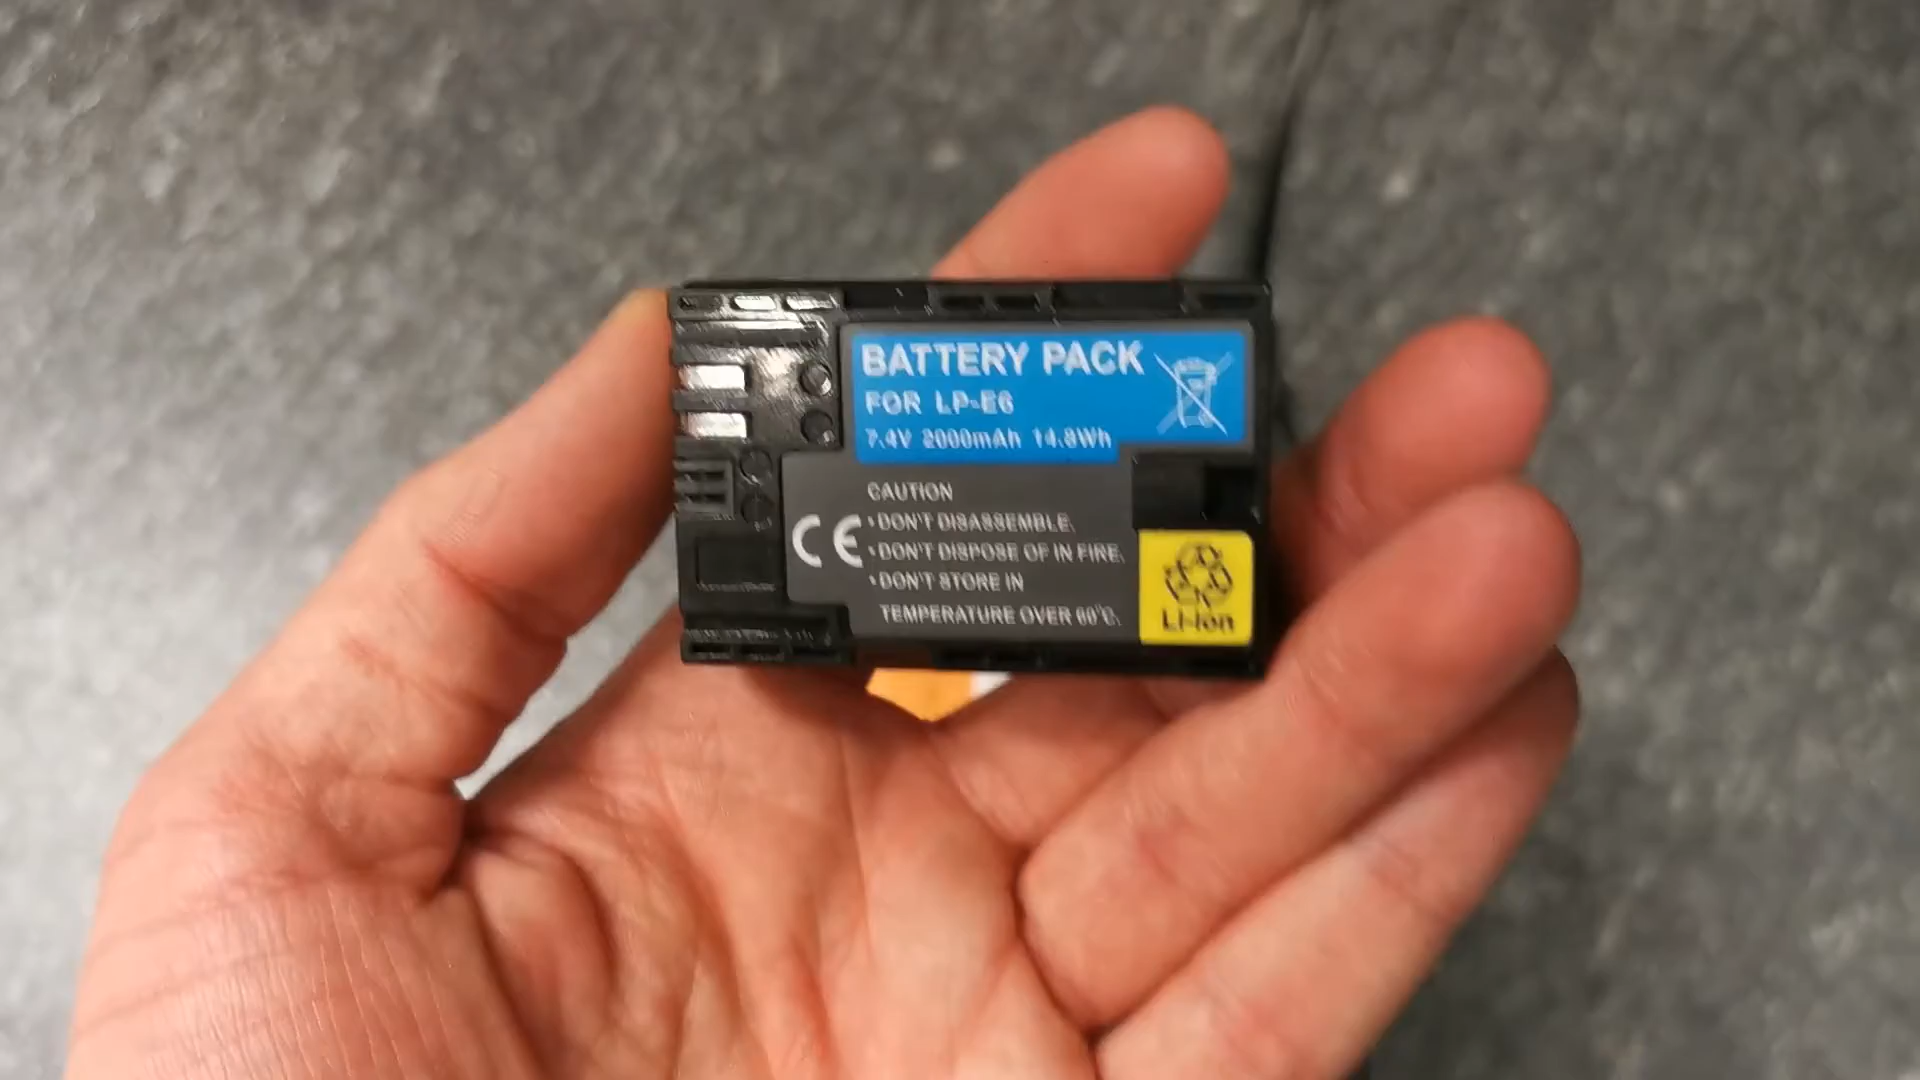 BATTERY PACK
FOR LP-E6
7.4V 2000mAh 14.8Wh
CAUTION
CE
• DON'T DISASSEMBLE.
• DON'T DISPOSE OF IN FIRE.
• DON'T STORE IN
TEMPERATURE OVER 60°C.
Li-ion